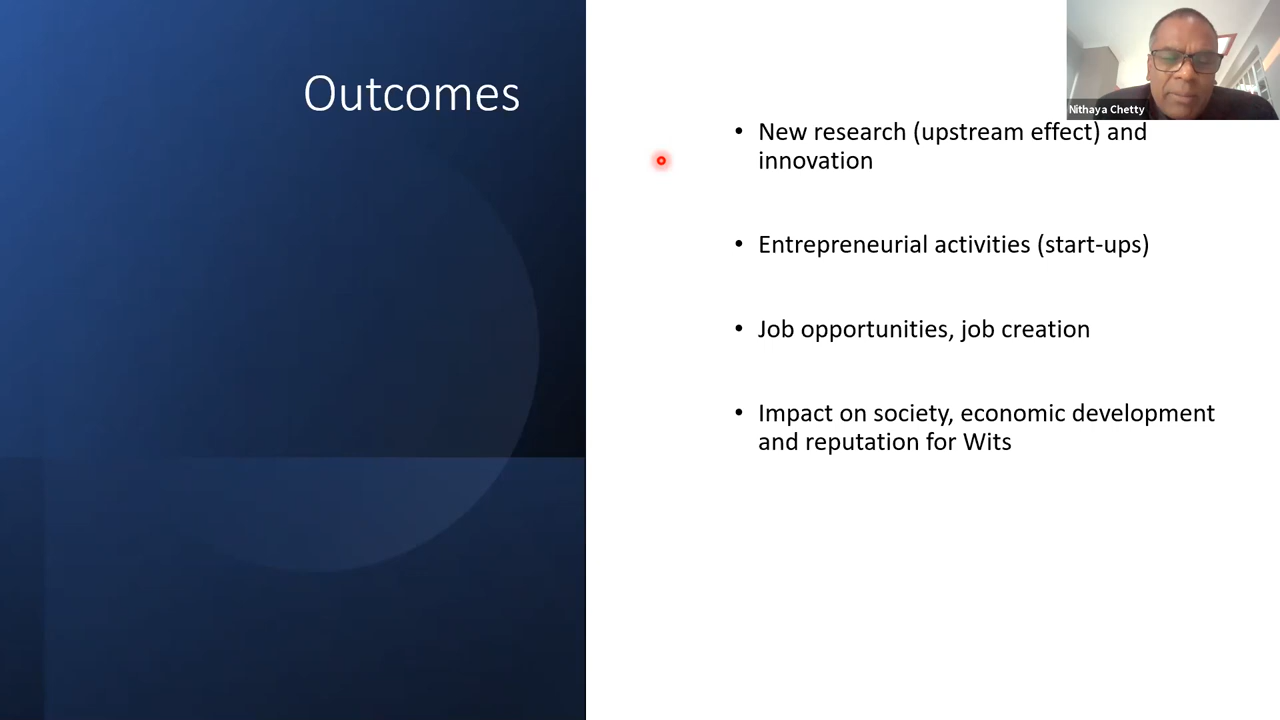 Outcomes
Nithaya Chetty
• New research (upstream effect) and
innovation
• Entrepreneurial activities (start-ups)
• Job opportunities, job creation
• Impact on society, economic development
and reputation for Wits